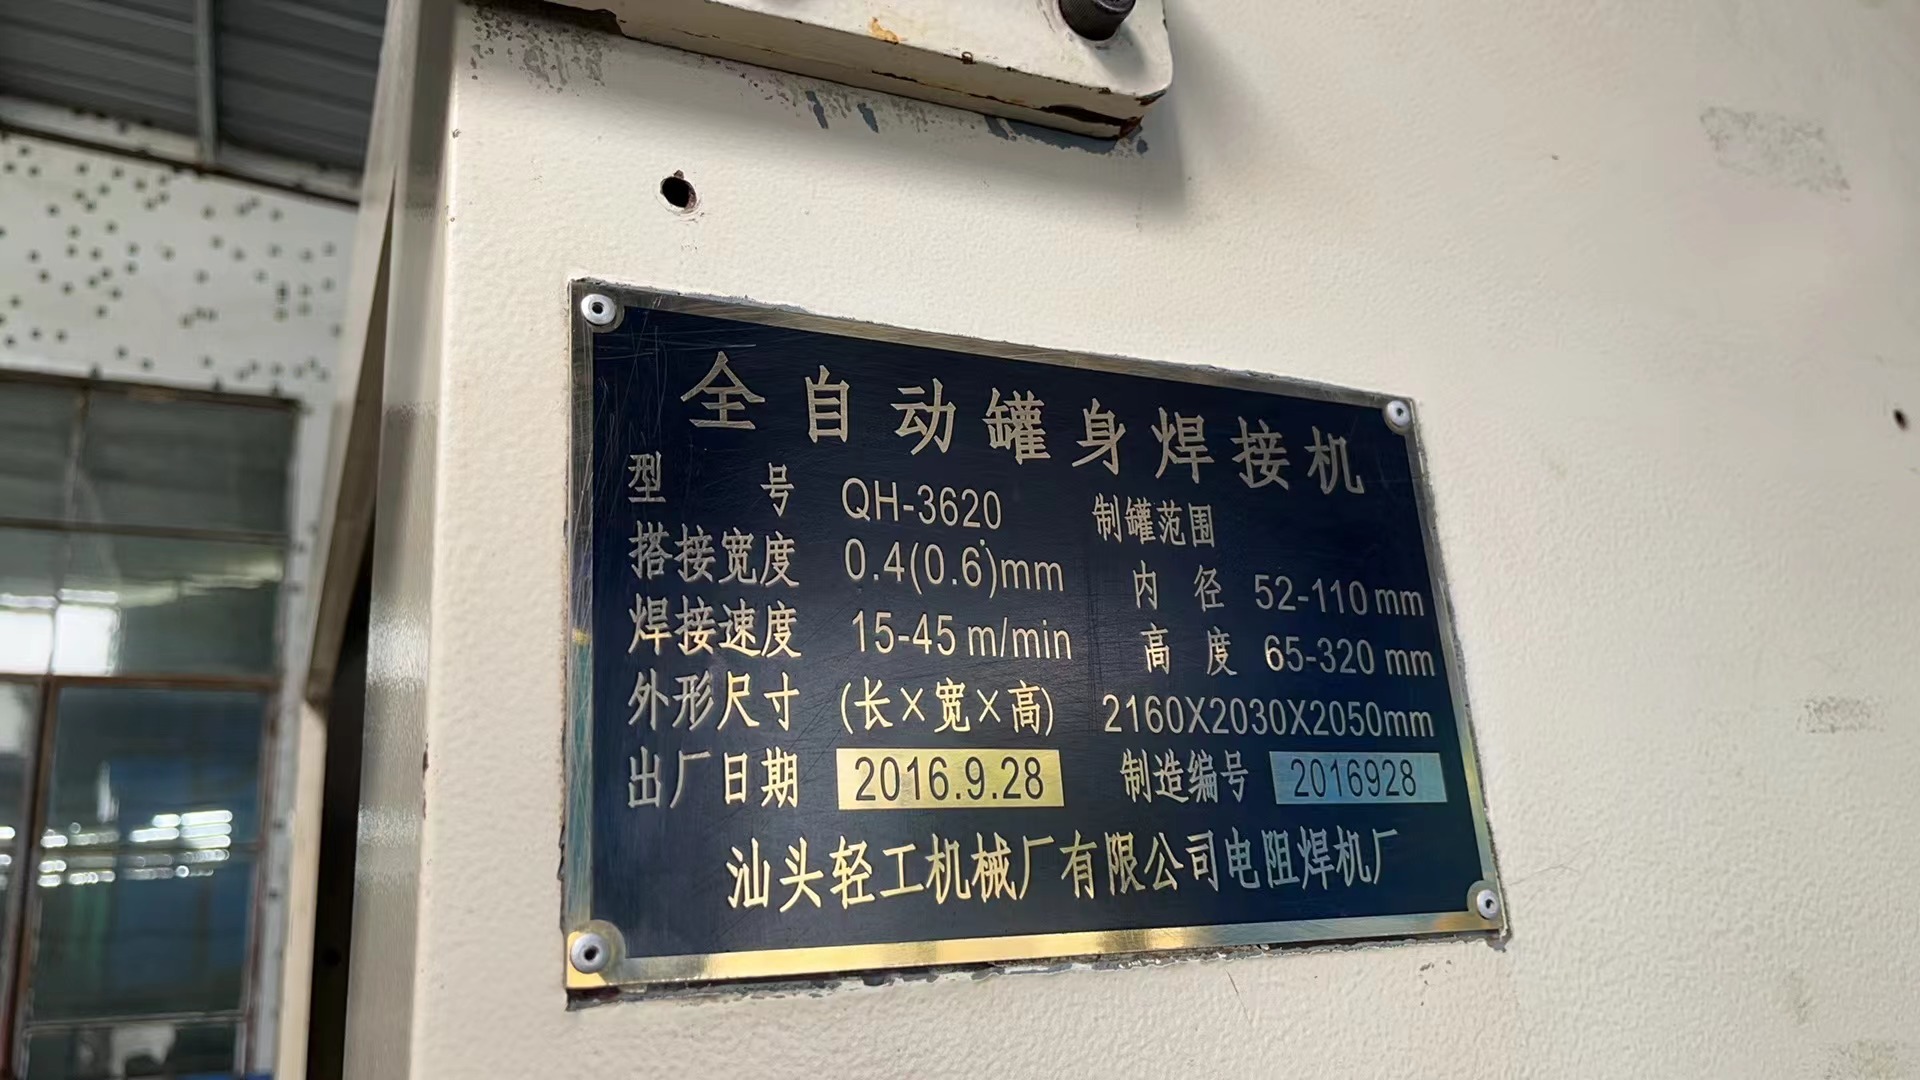 全自动罐身焊接机
型号 QH-3620 制罐范围
搭接宽度 0.4(0.6)mm 内径 52-110mm
焊接速度 15-45m/min 高度 65-320mm
外形尺寸 (长×宽×高) 2160X2030X2050mm
出厂日期 2016.9.28 制造编号 2016928
汕头轻工机械厂有限公司电阻焊机厂